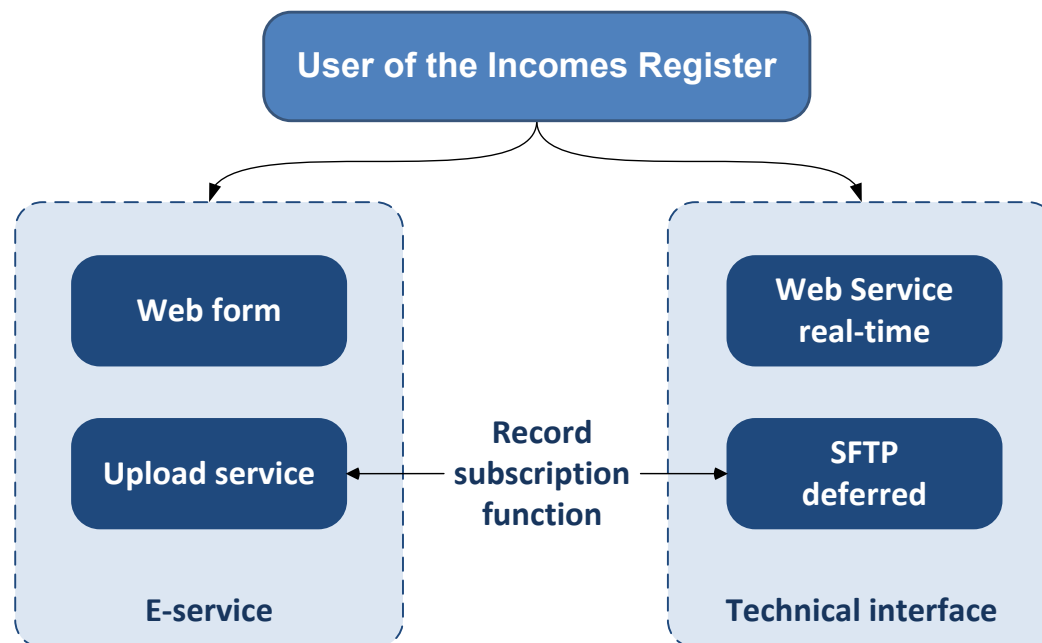 User of the Incomes Register
Web form
Upload service
E-service
Record
subscription
function
Web Service
real-time
SFTP
deferred
Technical interface